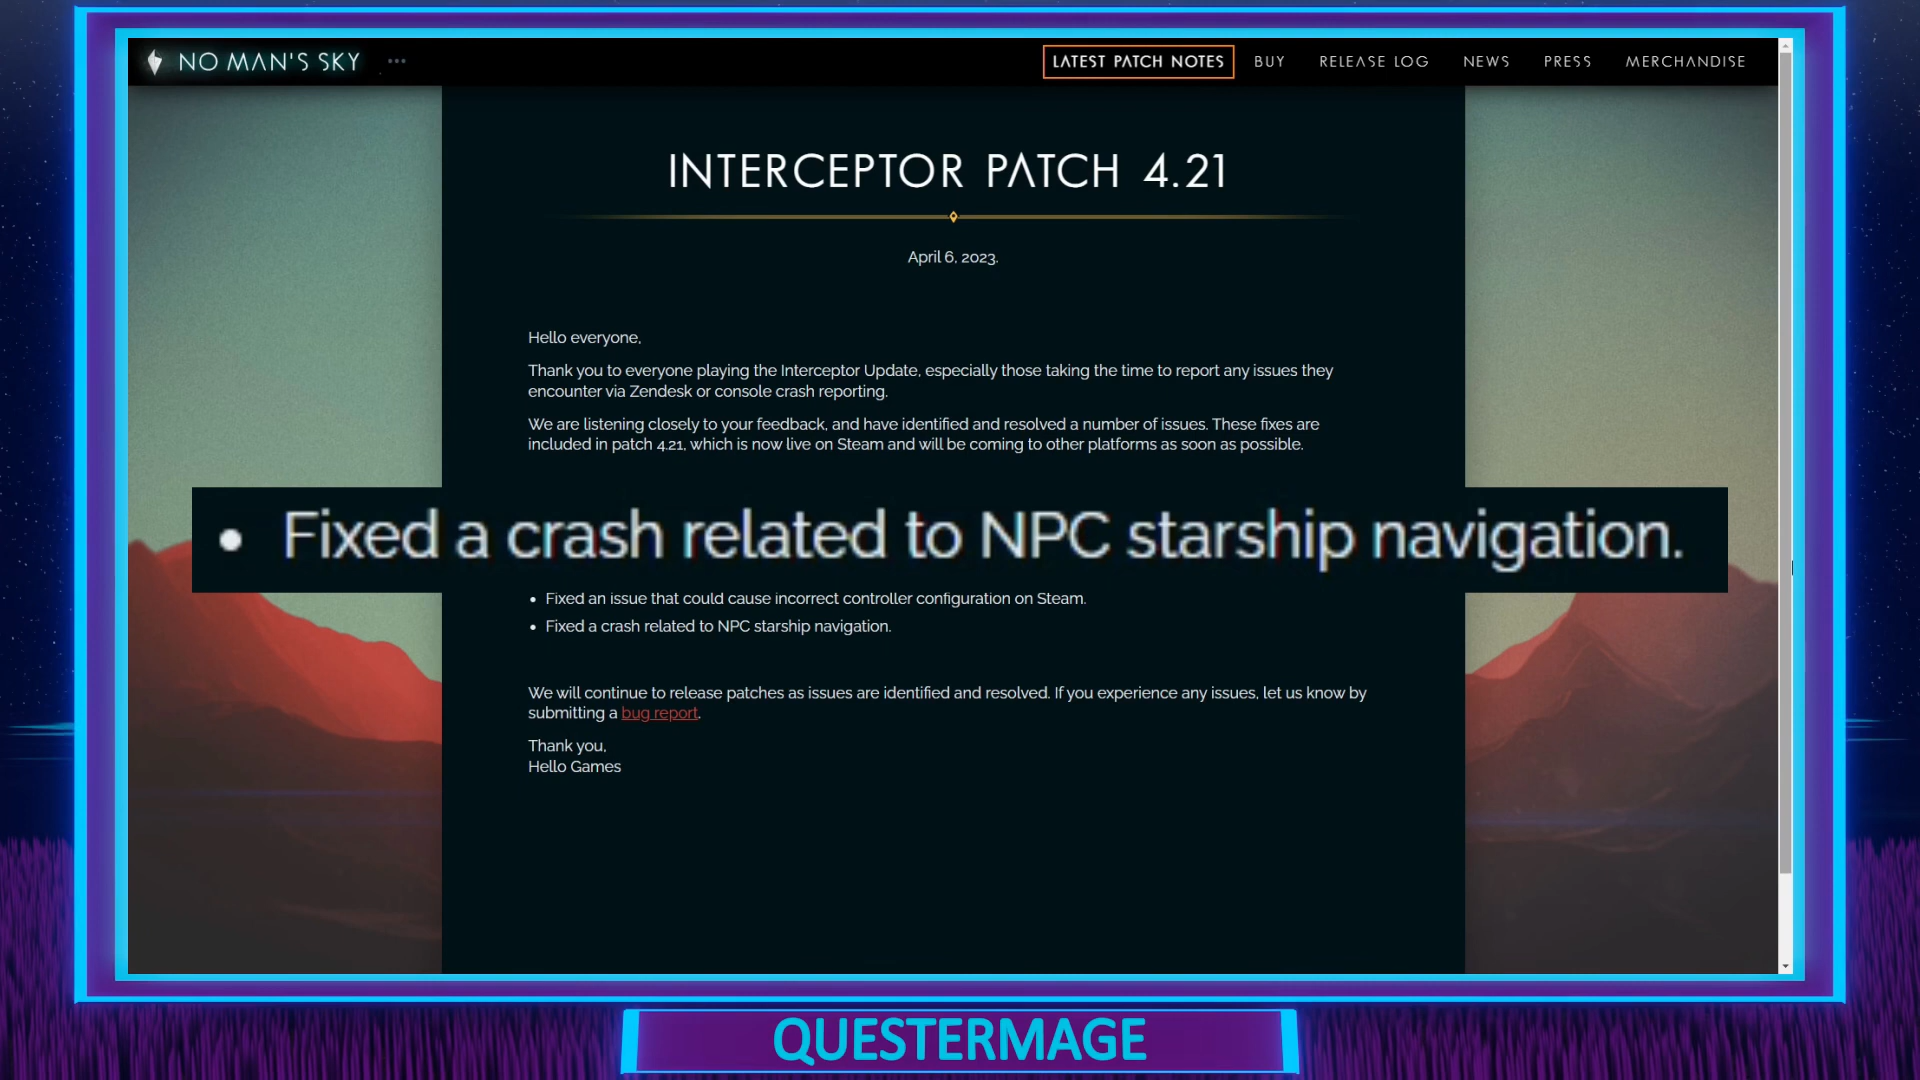 NO MAN'S SKY ••• LATEST PATCH NOTES BUY RELEASE LOG NEWS PRESS MERCHANDISE
INTERCEPTOR PATCH 4.21
April 6, 2023.
Hello everyone,
Thank you to everyone playing the Interceptor Update, especially those taking the time to report any issues they
encounter via Zendesk or console crash reporting.
We are listening closely to your feedback, and have identified and resolved a number of issues. These fixes are
included in patch 4.21, which is now live on Steam and will be coming to other platforms as soon as possible.
• Fixed a crash related to NPC starship navigation.
• Fixed an issue that could cause incorrect controller configuration on Steam.
• Fixed a crash related to NPC starship navigation.
We will continue to release patches as issues are identified and resolved. If you experience any issues, let us know by
submitting a bug report.
Thank you,
Hello Games
QUESTERMAGE